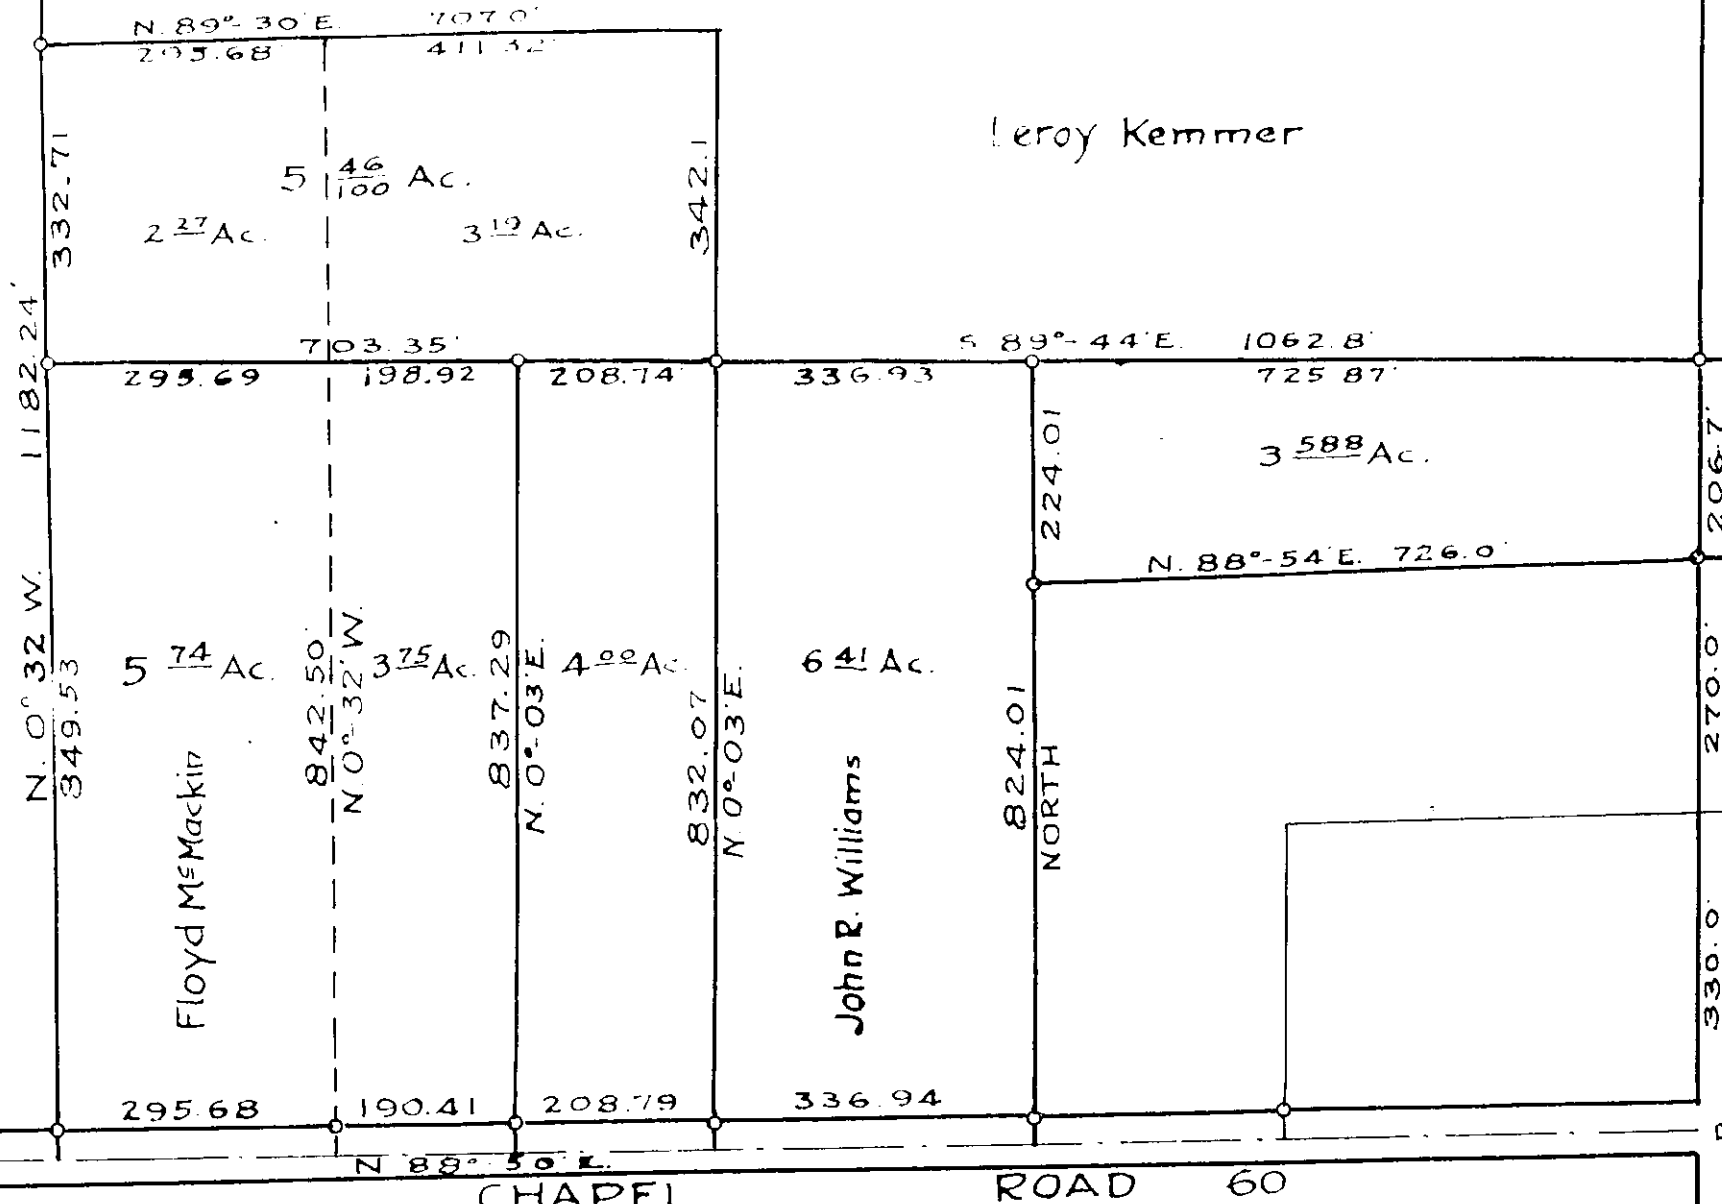 N. 89°-30'E. 707.0'
295.68' 411.32'
Leroy Kemmer
332.71
5 46/100 Ac.
342.1
2 27 Ac. 3 19 Ac.
1182.24'
N. 0° 32 W.
703.35' S 89°-44'E. 1062.8'
295.69 198.92 208.74' 336.93 725.87'
224.01
3 588 Ac.
206.7'
N. 88°-54'E. 726.0'
849.53
5 74 Ac.
842.50'
N. 0°-32' W.
3 75 Ac.
837.29
N. 0°-03'E.
4 00 Ac.
832.07
N. 0°-03'E.
6 41 Ac.
824.01
NORTH
270.0'
Floyd McMackin
John R. Williams
330.0'
295.68 190.41 208.79 336.94
N 88° 50' E.
CHAPEL ROAD 60